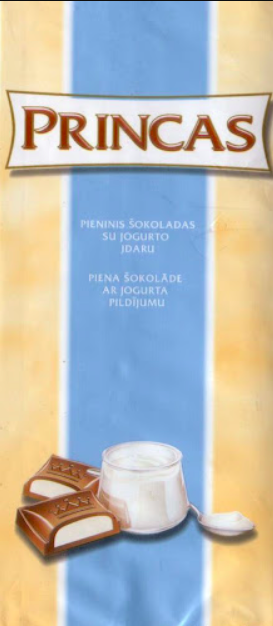 PRINCAS
PIENINIS ŠOKOLADAS
SU JOGURTO
ĮDARU
PIENA ŠOKOLĀDE
AR JOGURTA
PILDĪJUMU